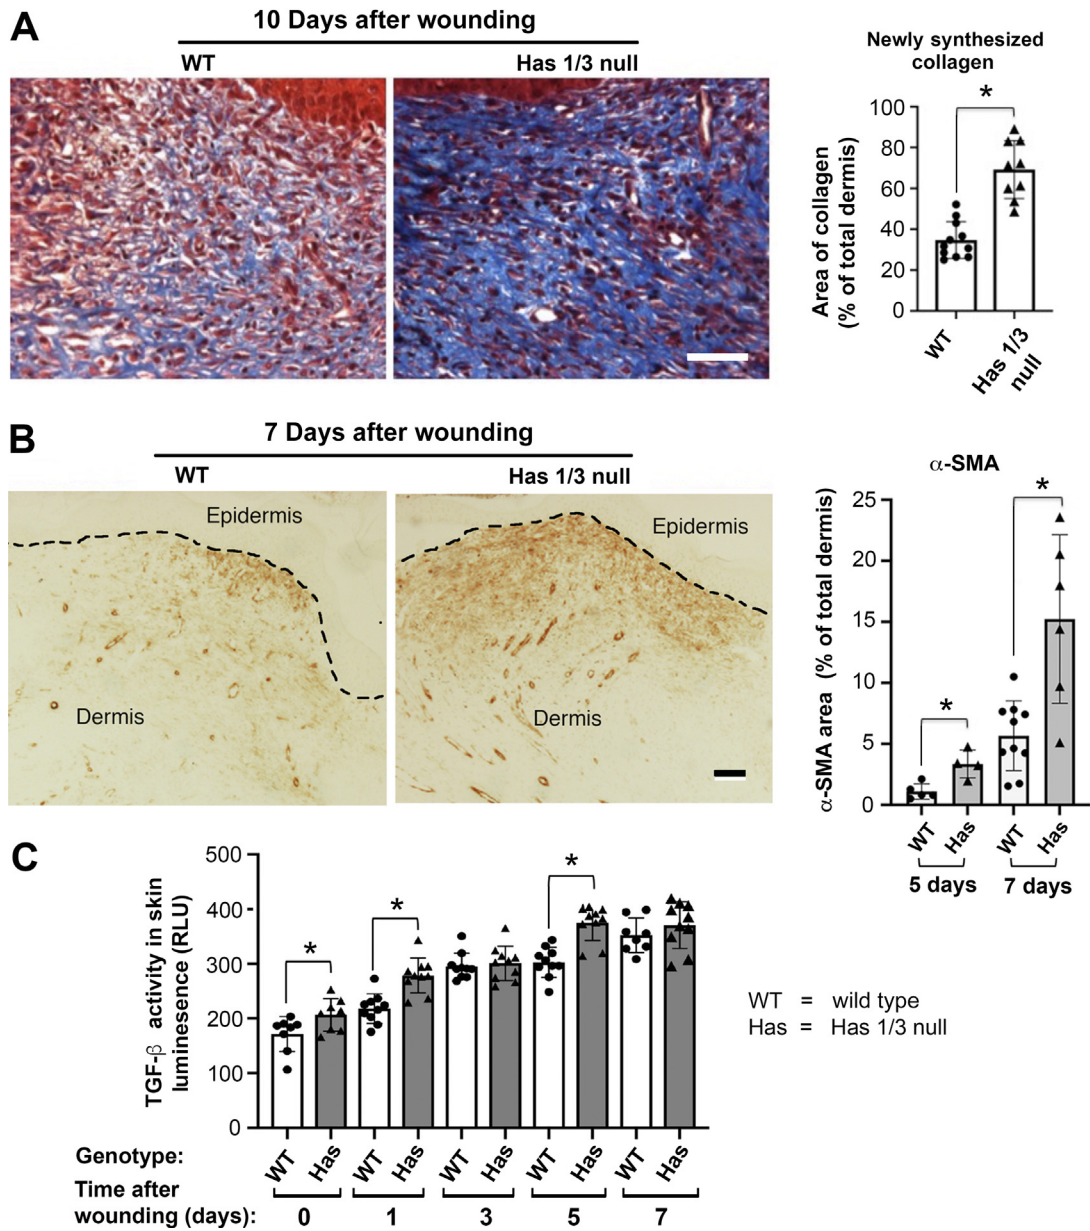 A
10 Days after wounding
WT
Has 1/3 null
Newly synthesized
collagen
*
Area of collagen
(% of total dermis)
100
80
60
40
20
0
WT
Has 1/3
null
B
7 Days after wounding
WT
Has 1/3 null
Epidermis
Dermis
Epidermis
Dermis
α-SMA
*
*
α-SMA area (% of total dermis)
25
20
15
10
5
0
WT
Has
WT
Has
5 days
7 days
C
TGF-β activity in skin
luminesence (RLU)
500
400
300
200
100
0
*
*
*
Genotype:
WT
Has
WT
Has
WT
Has
WT
Has
WT
Has
Time after
wounding (days):
0
1
3
5
7
WT = wild type
Has = Has 1/3 null